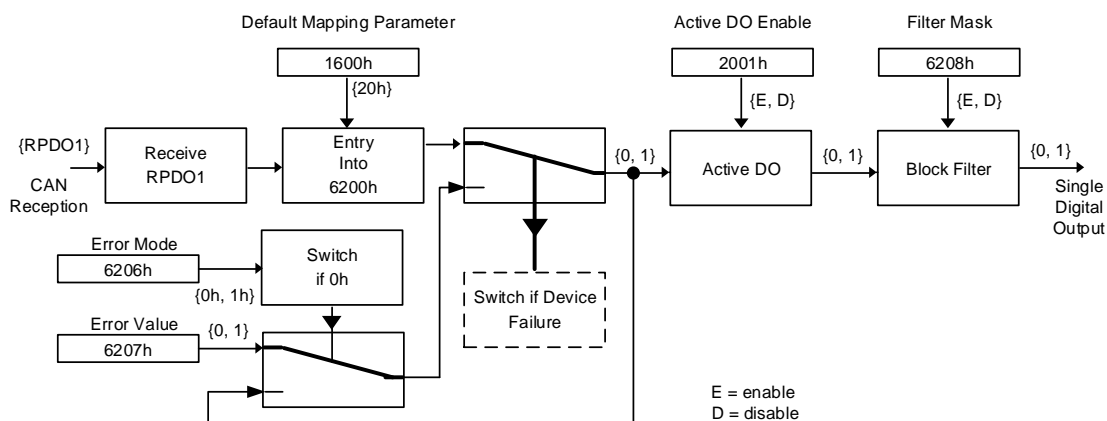 Default Mapping Parameter
Active DO Enable
Filter Mask
1600h
2001h
6208h
{20h}
{E, D}
{E, D}
{RPDO1}
CAN
Reception
Receive
RPDO1
Entry
Into
6200h
{0, 1}
Active DO
{0, 1}
Block Filter
{0, 1}
Single
Digital
Output
Error Mode
6206h
{0h, 1h}
Switch
if 0h
Switch if Device
Failure
Error Value
6207h
{0, 1}
E = enable
D = disable